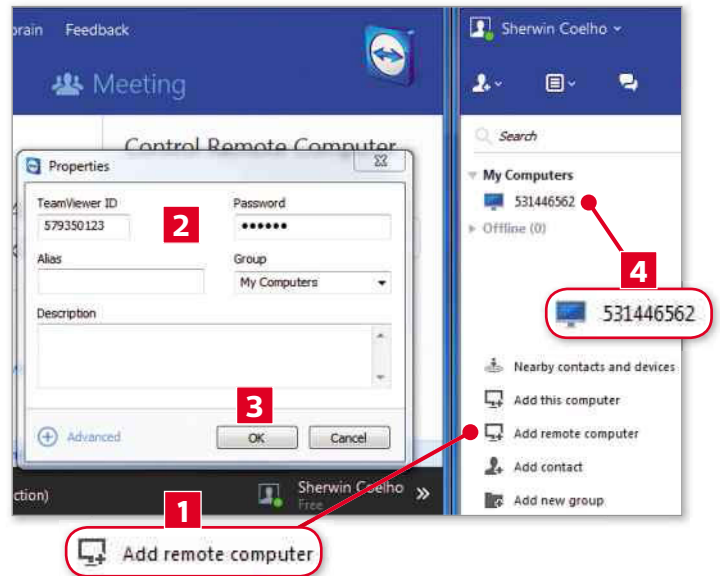 rain Feedback
Meeting
Control Remote Computer
Properties
TeamViewer ID
Password
579350123
2
••••••
Alias
Group
My Computers
Description
3
Advanced
OK
Cancel
ction)
Sherwin Coelho
Free
»
1
Add remote computer
Sherwin Coelho
Search
My Computers
531446562
Offline (0)
4
531446562
Nearby contacts and devices
Add this computer
Add remote computer
Add contact
Add new group